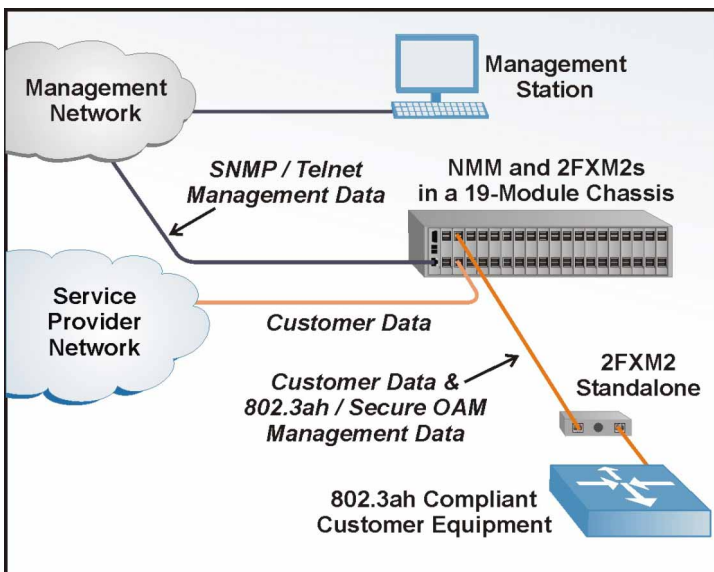 Management
Network
Management
Station
SNMP / Telnet
Management Data
NMM and 2FXM2s
in a 19-Module Chassis
Service
Provider
Network
Customer Data
Customer Data &
802.3ah / Secure OAM
Management Data
2FXM2
Standalone
802.3ah Compliant
Customer Equipment